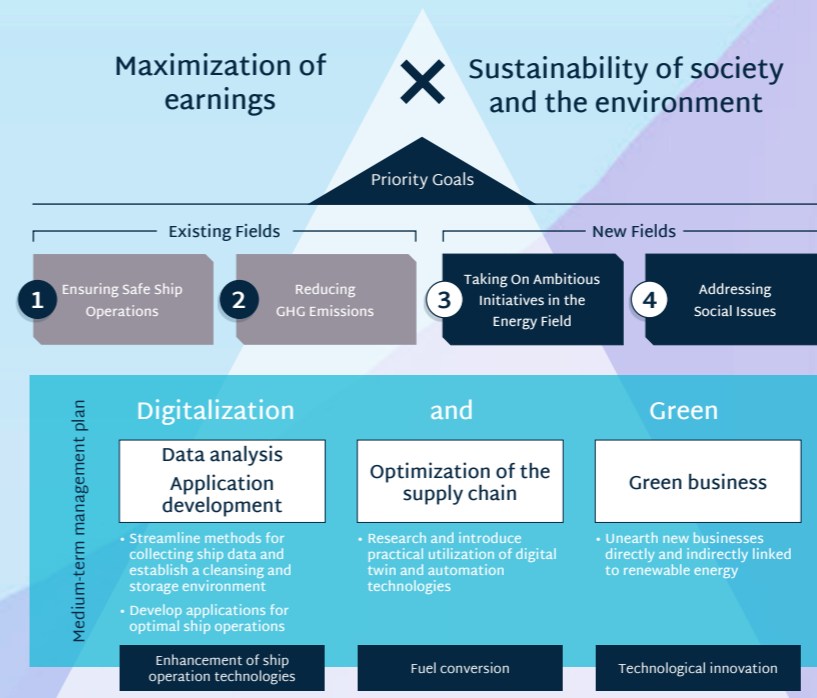 Maximization of
earnings
×
Sustainability of society
and the environment
Priority Goals
Existing Fields
New Fields
1
Ensuring Safe Ship
Operations
2
Reducing
GHG Emissions
3
Taking On Ambitious
Initiatives in the
Energy Field
4
Addressing
Social Issues
Medium-term management plan
Digitalization and Green
Data analysis
Application
development
• Streamline methods for
collecting ship data and
establish a cleansing and
storage environment
• Develop applications for
optimal ship operations
Enhancement of ship
operation technologies
Optimization of the
supply chain
• Research and introduce
practical utilization of digital
twin and automation
technologies
Fuel conversion
Green business
• Unearth new businesses
directly and indirectly linked
to renewable energy
Technological innovation